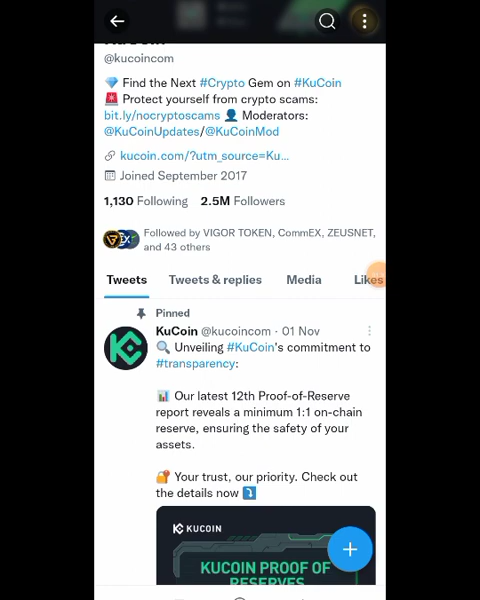 KuCoin
@kucoincom
💎 Find the Next #Crypto Gem on #KuCoin
🚨 Protect yourself from crypto scams:
bit.ly/nocryptoscams 👤 Moderators:
@KuCoinUpdates/@KuCoinMod
kucoin.com/?utm_source=Ku...
Joined September 2017
1,130 Following 2.5M Followers
Followed by VIGOR TOKEN, CommEX, ZEUSNET,
and 43 others
Tweets Tweets & replies Media Likes
Pinned
KuCoin @kucoincom · 01 Nov
🔍 Unveiling #KuCoin's commitment to
#transparency:
📊 Our latest 12th Proof-of-Reserve
report reveals a minimum 1:1 on-chain
reserve, ensuring the safety of your
assets.
🔐 Your trust, our priority. Check out
the details now ⤵️
KUCOIN
KUCOIN PROOF OF
RESERVES